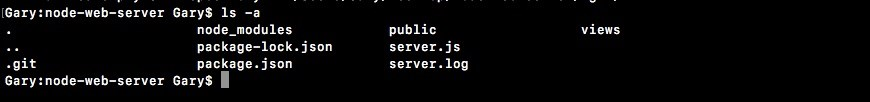 [Gary:node-web-server Gary$ ls -a
. node_modules public views
.. package-lock.json server.js
.git package.json server.log
Gary:node-web-server Gary$